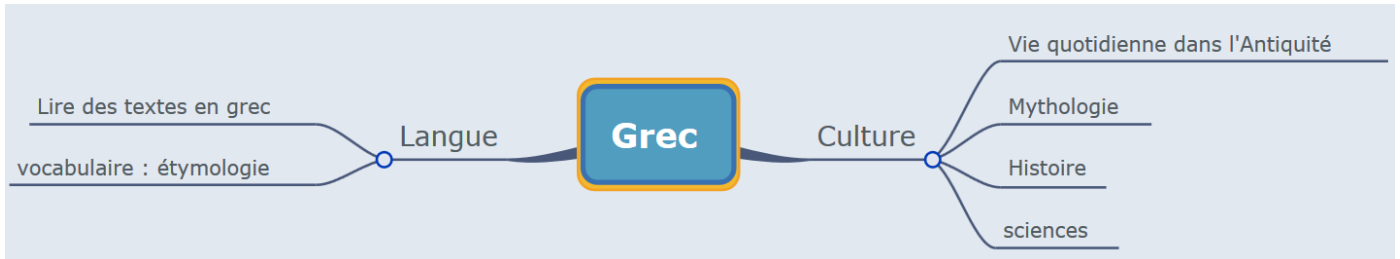 Grec
Langue
Lire des textes en grec
vocabulaire : étymologie
Culture
Vie quotidienne dans l'Antiquité
Mythologie
Histoire
sciences